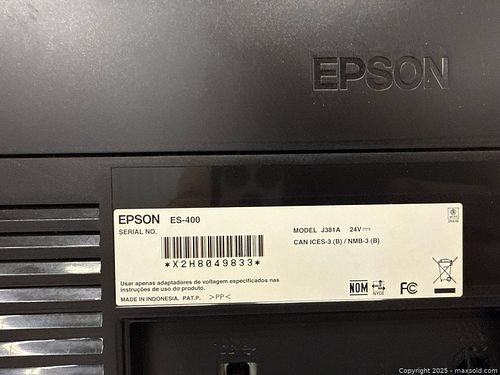 EPSON
EPSON ES-400
SERIAL NO.
*X2H8049833*
MODEL J381A 24V
CAN ICES-3 (B) / NMB-3 (B)
Usar apenas adaptadores de voltagem especificados nas
instruções de uso do produto.
MADE IN INDONESIA. PAT.P. >PP<
NOM NYCE FC
Copyright 2025 - maxsold.com